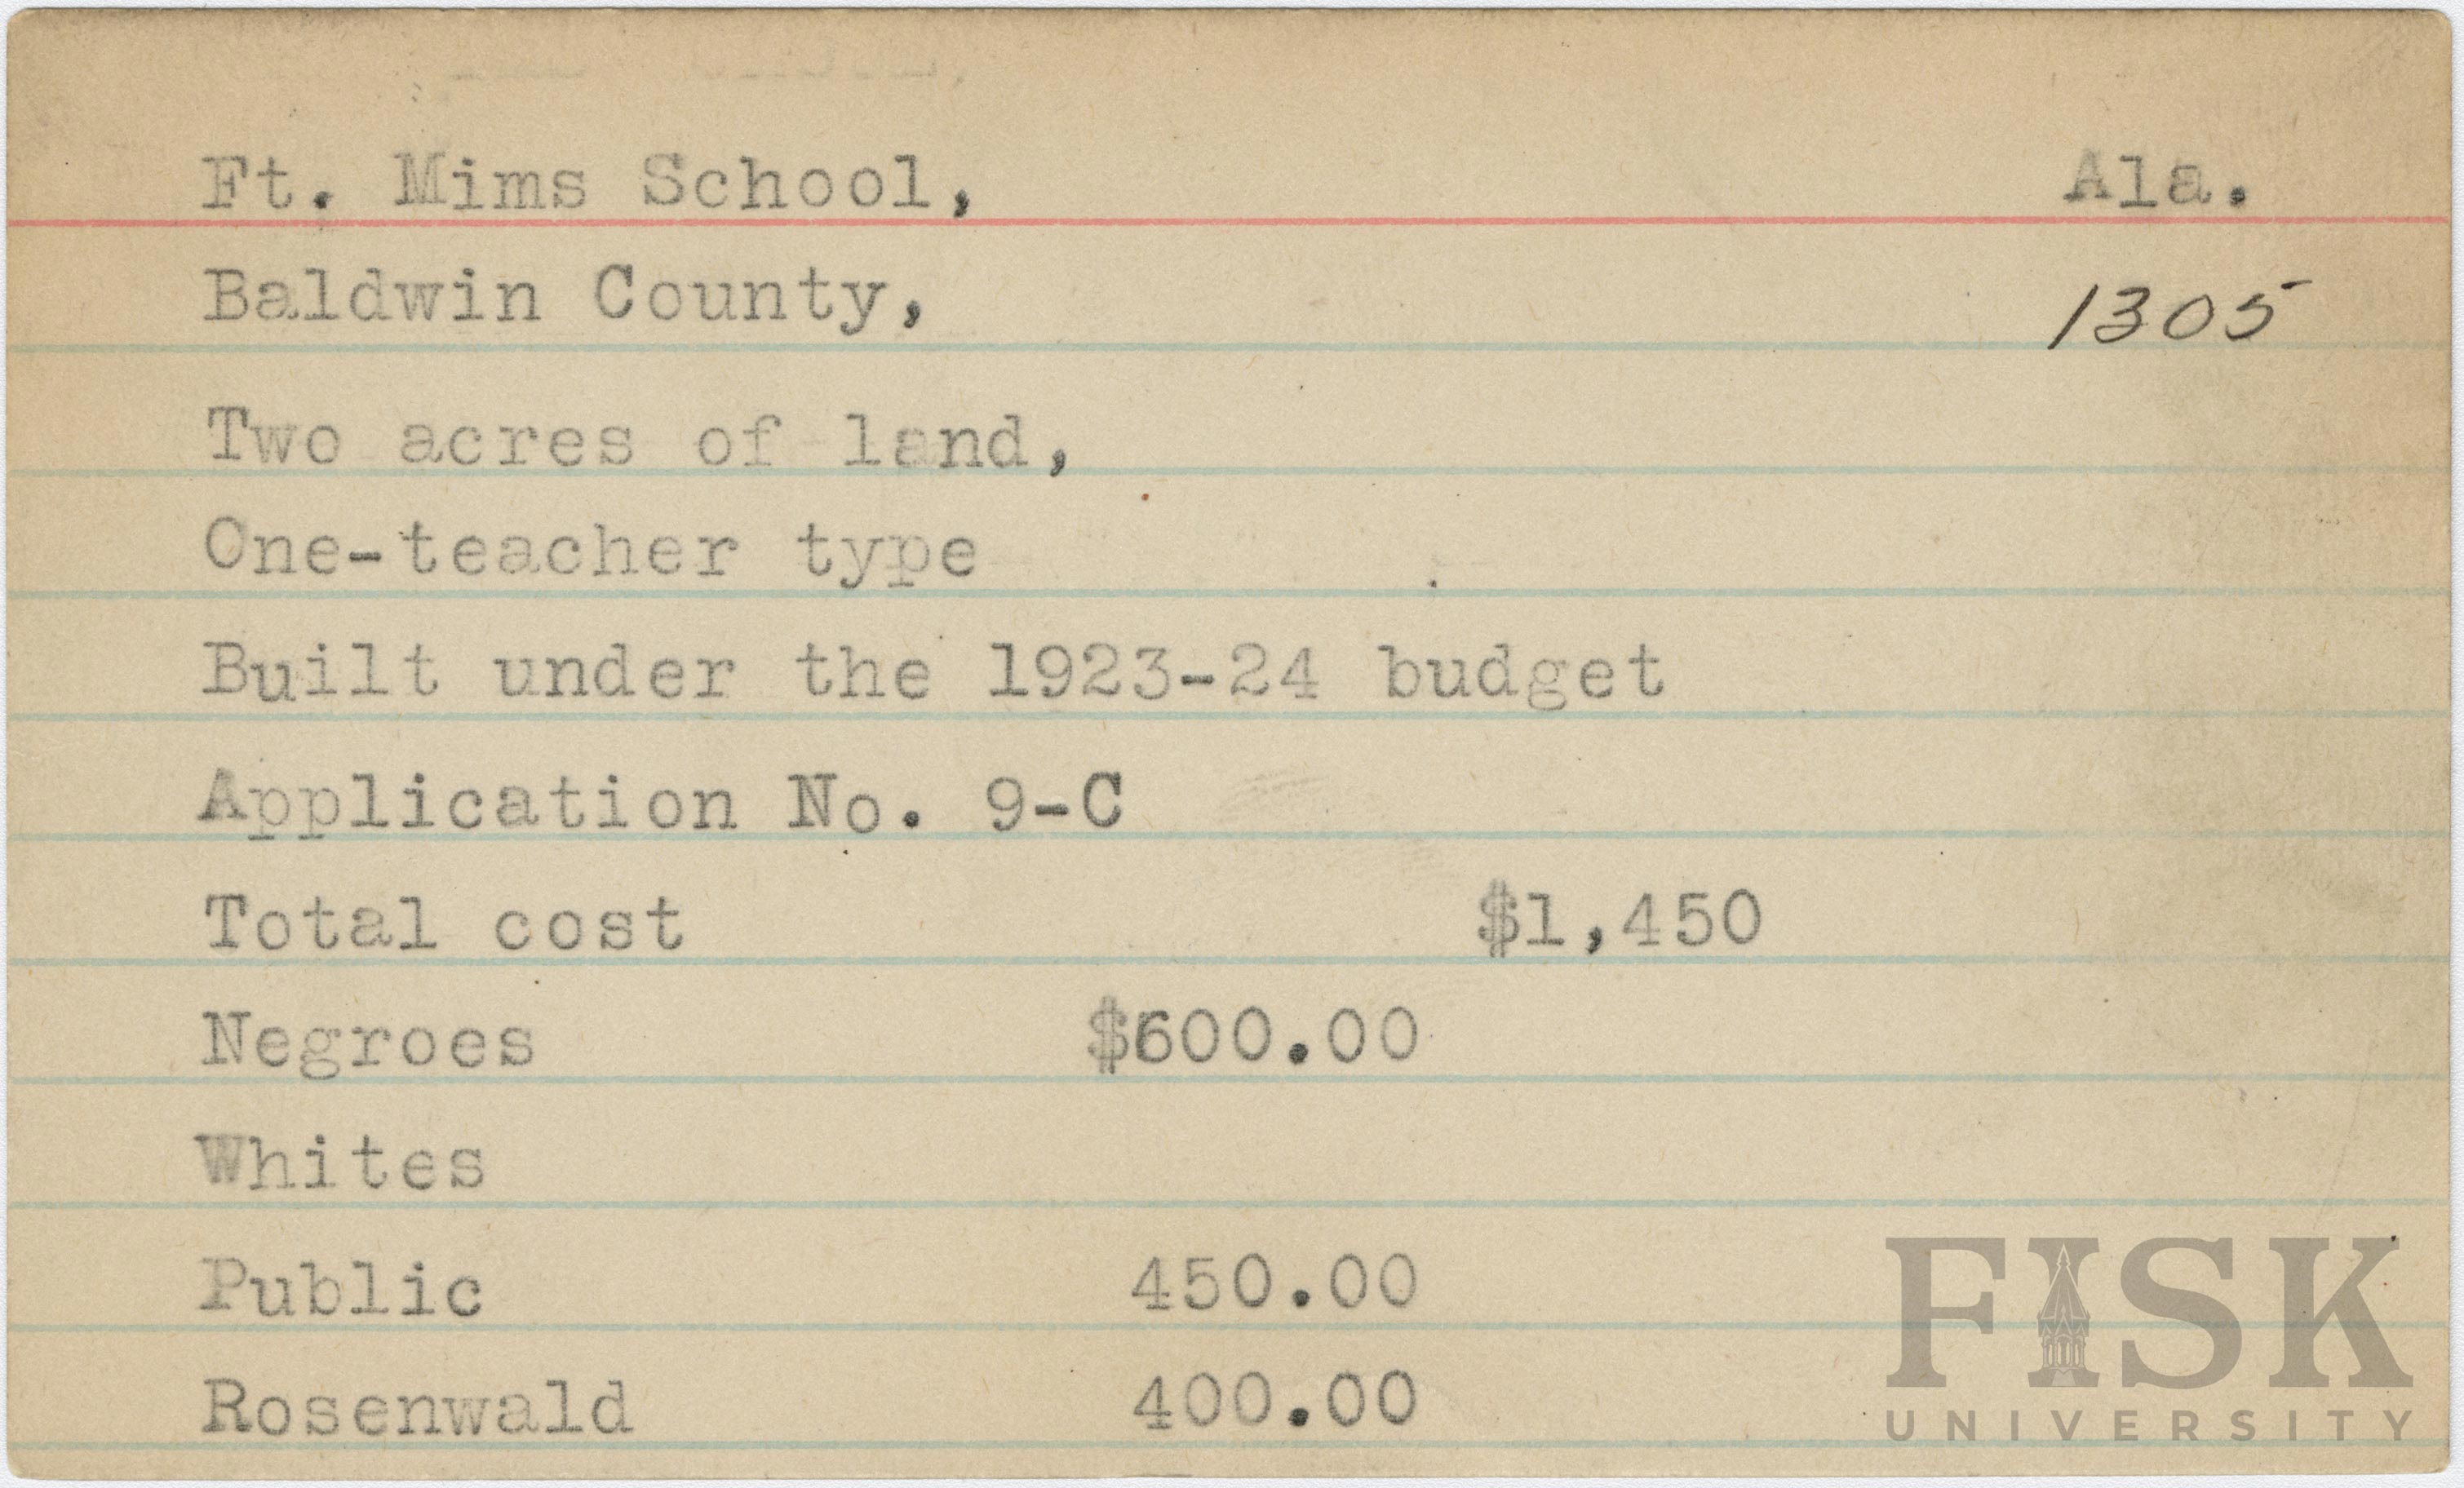 Ft. Mims School, Ala.
Baldwin County, 1305
Two acres of land,
One-teacher type
Built under the 1923-24 budget
Application No. 9-C
Total cost $1,450
Negroes $600.00
Whites
Public 450.00
Rosenwald 400.00
FISK
UNIVERSITY